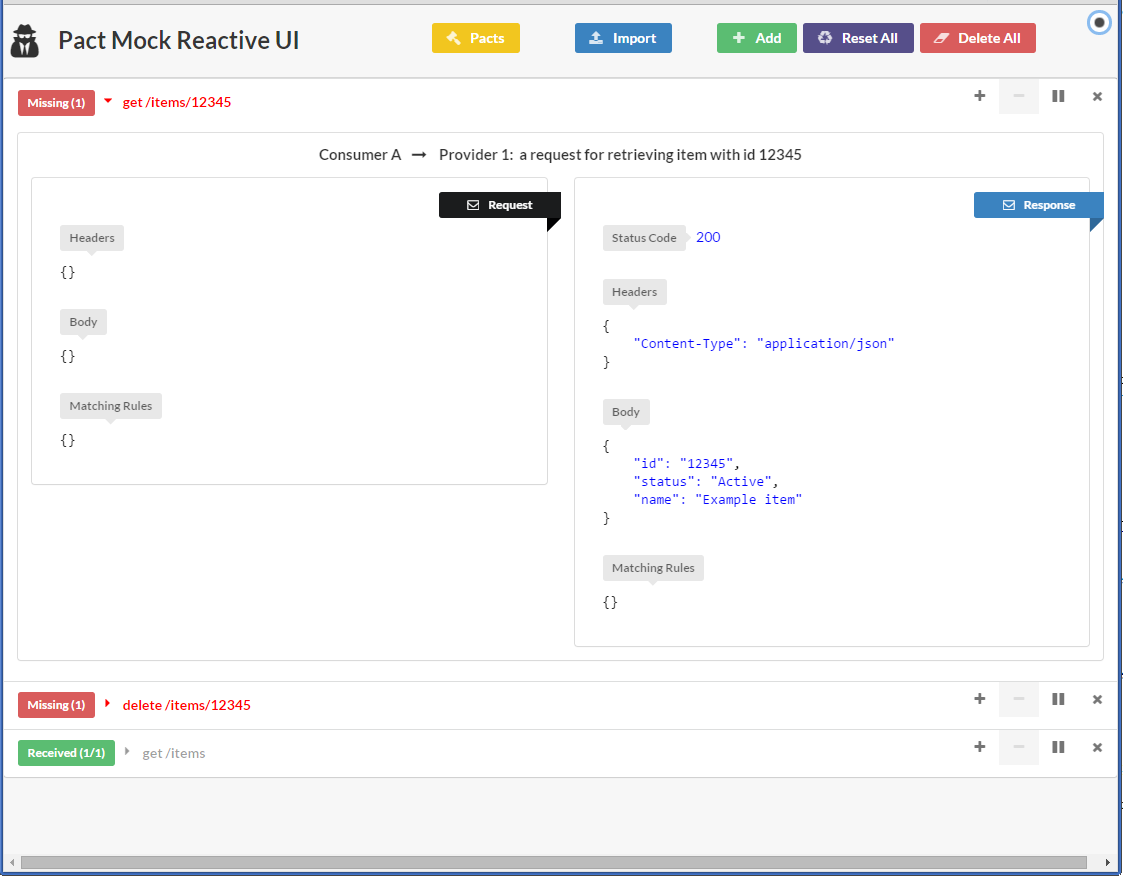 Pact Mock Reactive UI
Pacts
Import
Add
Reset All
Delete All
Missing (1) get /items/12345
Consumer A → Provider 1: a request for retrieving item with id 12345
Request
Headers
{}
Body
{}
Matching Rules
{}
Response
Status Code 200
Headers
{
"Content-Type": "application/json"
}
Body
{
"id": "12345",
"status": "Active",
"name": "Example item"
}
Matching Rules
{}
Missing (1) delete /items/12345
Received (1/1) get /items